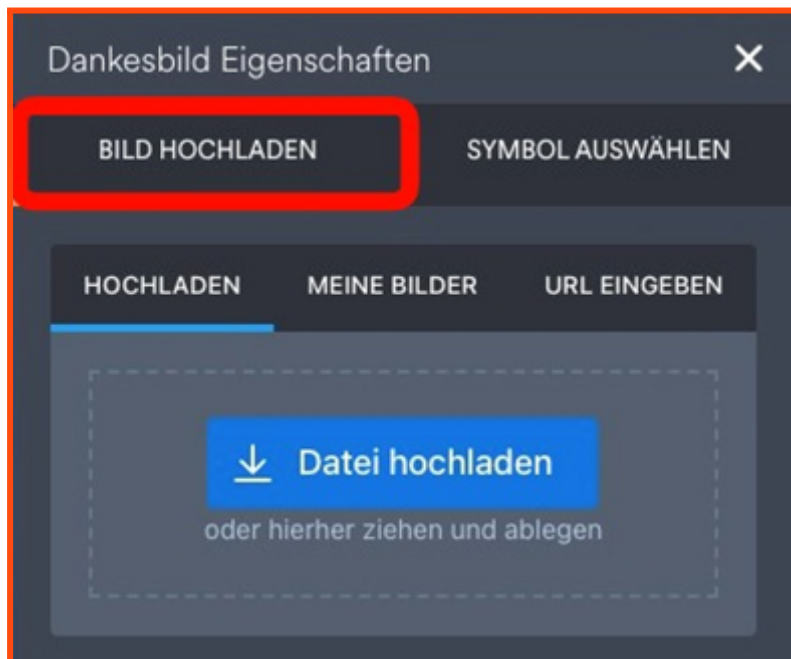 Dankesbild Eigenschaften
BILD HOCHLADEN SYMBOL AUSWÄHLEN
HOCHLADEN MEINE BILDER URL EINGEBEN
Datei hochladen
oder hierher ziehen und ablegen